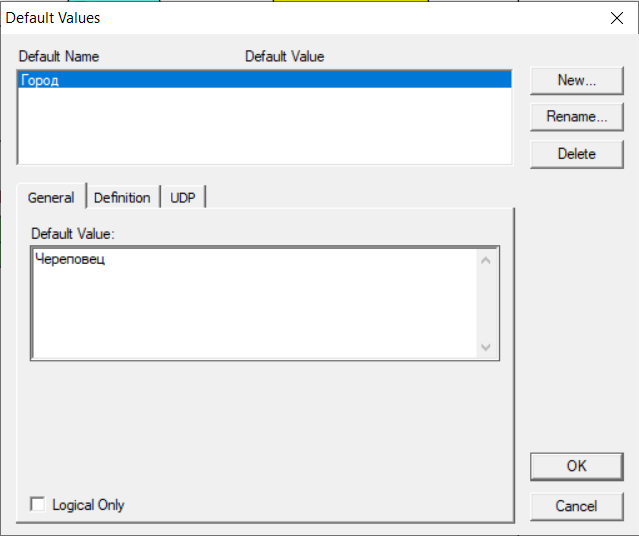 Default Values
Default Name Default Value
Город
New...
Rename...
Delete
General Definition UDP
Default Value:
Череповец
Logical Only
OK
Cancel